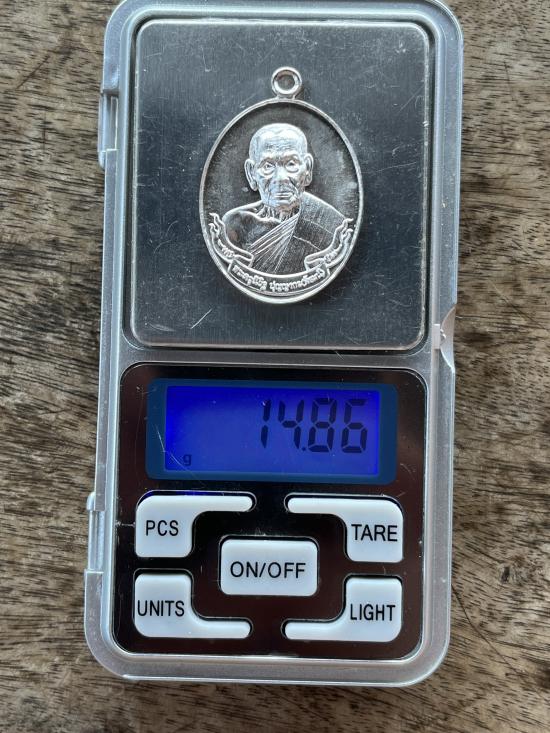 14.86
g
PCS
TARE
ON/OFF
UNITS
LIGHT